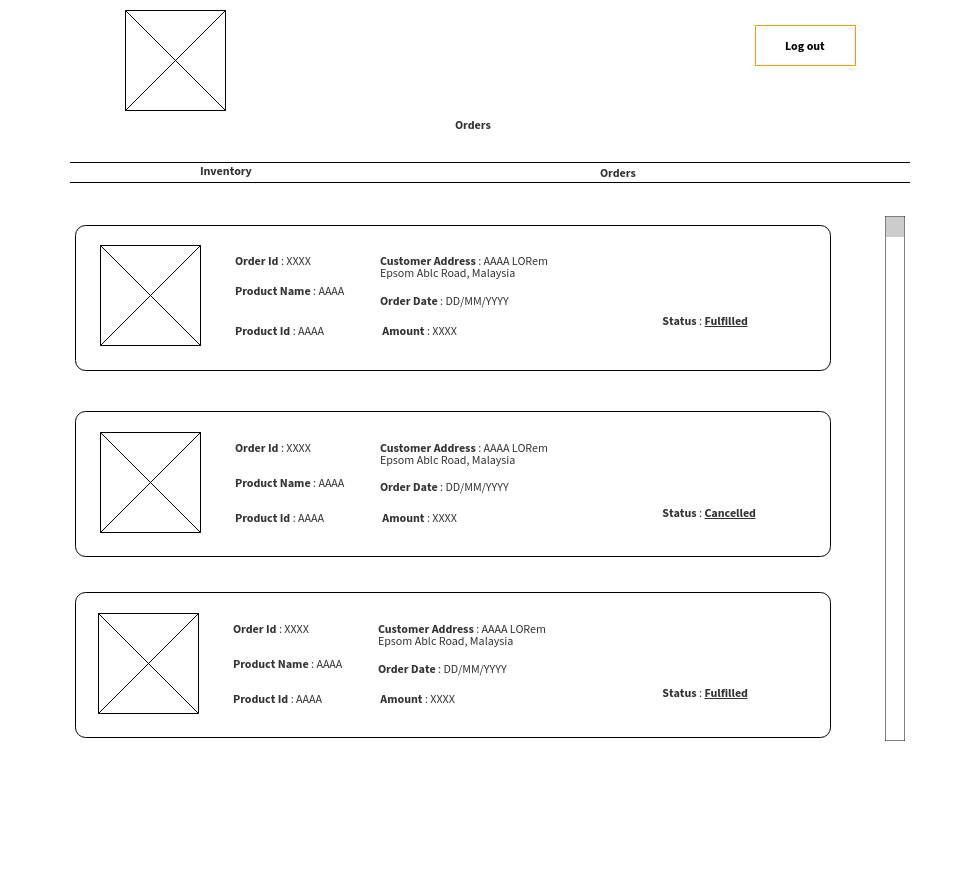 Log out
Orders
Inventory
Orders
Order Id : XXXX
Customer Address : AAAA LORem
Epsom Ablc Road, Malaysia
Product Name : AAAA
Order Date : DD/MM/YYYY
Status : Fulfilled
Product Id : AAAA
Amount : XXXX
Order Id : XXXX
Customer Address : AAAA LORem
Epsom Ablc Road, Malaysia
Product Name : AAAA
Order Date : DD/MM/YYYY
Status : Cancelled
Product Id : AAAA
Amount : XXXX
Order Id : XXXX
Customer Address : AAAA LORem
Epsom Ablc Road, Malaysia
Product Name : AAAA
Order Date : DD/MM/YYYY
Status : Fulfilled
Product Id : AAAA
Amount : XXXX